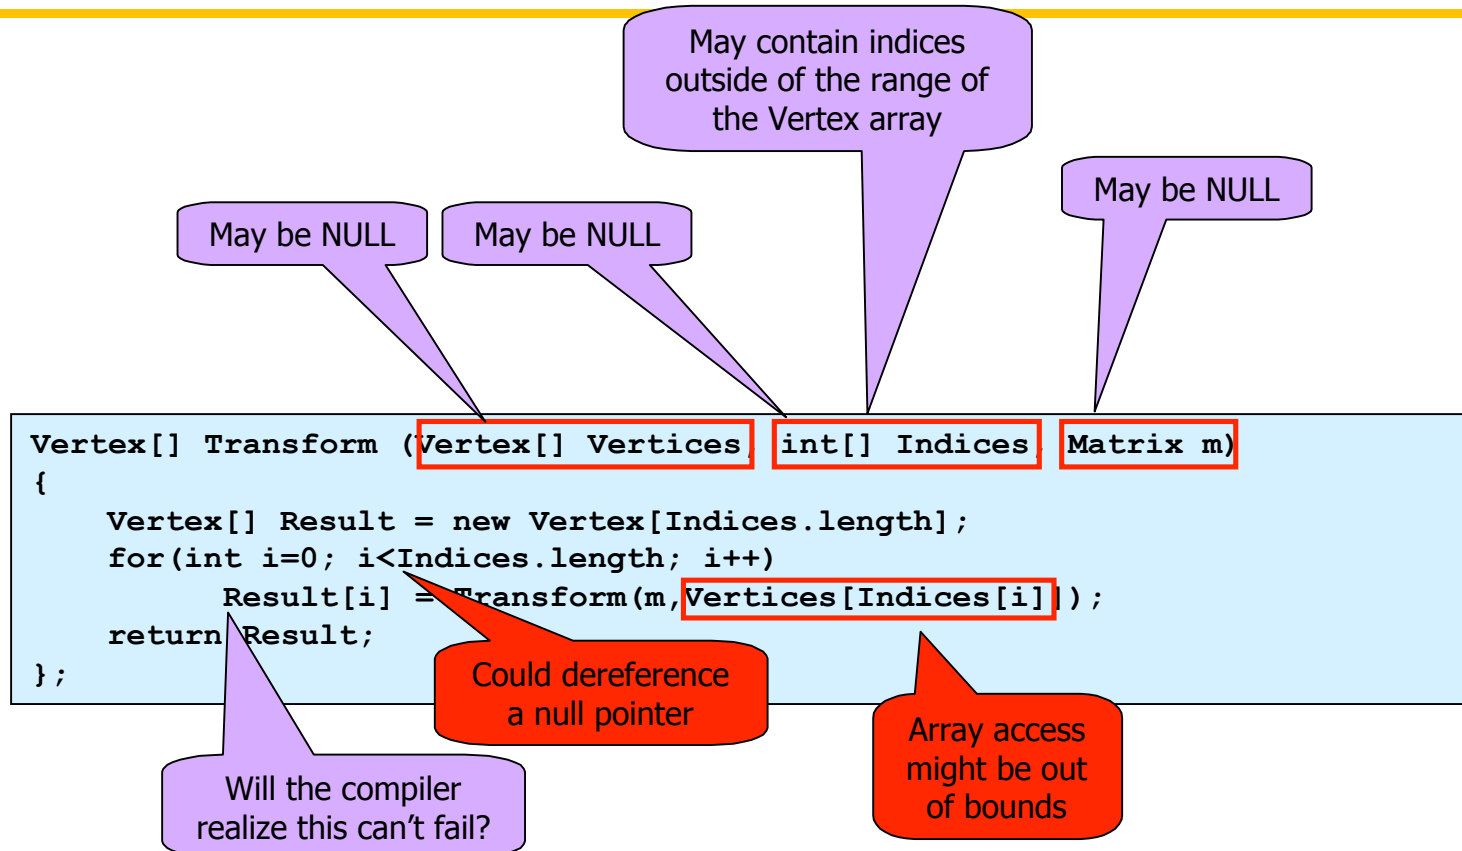 May contain indices
outside of the range of
the Vertex array
May be NULL
May be NULL
May be NULL
Vertex[] Transform (Vertex[] Vertices, int[] Indices, Matrix m)
{
    Vertex[] Result = new Vertex[Indices.length];
    for(int i=0; i<Indices.length; i++)
        Result[i] = Transform(m,Vertices[Indices[i]]);
    return Result;
};
Could dereference
a null pointer
Array access
might be out
of bounds
Will the compiler
realize this can’t fail?